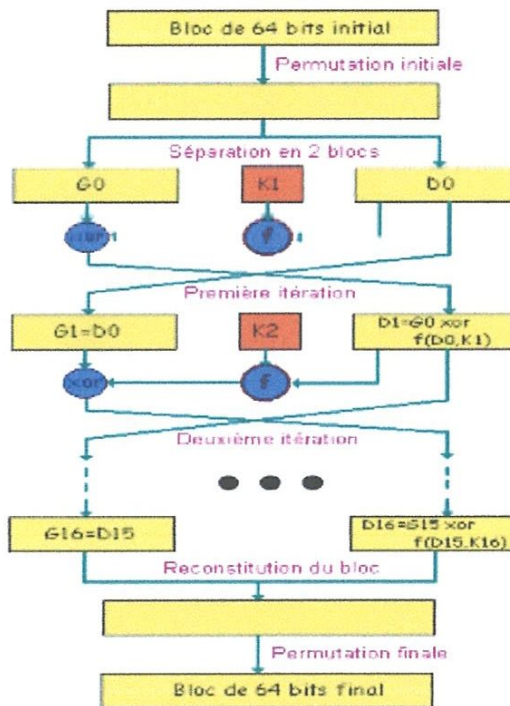 Bloc de 64 bits initial
Permutation initiale
Séparation en 2 blocs
G0
K1
D0
f
Première itération
G1=D0
K2
D1=G0 xor
f(D0,K1)
xor
f
Deuxième itération
G16=D15
D16=G15 xor
f(D15,K16)
Reconstitution du bloc
Permutation finale
Bloc de 64 bits final